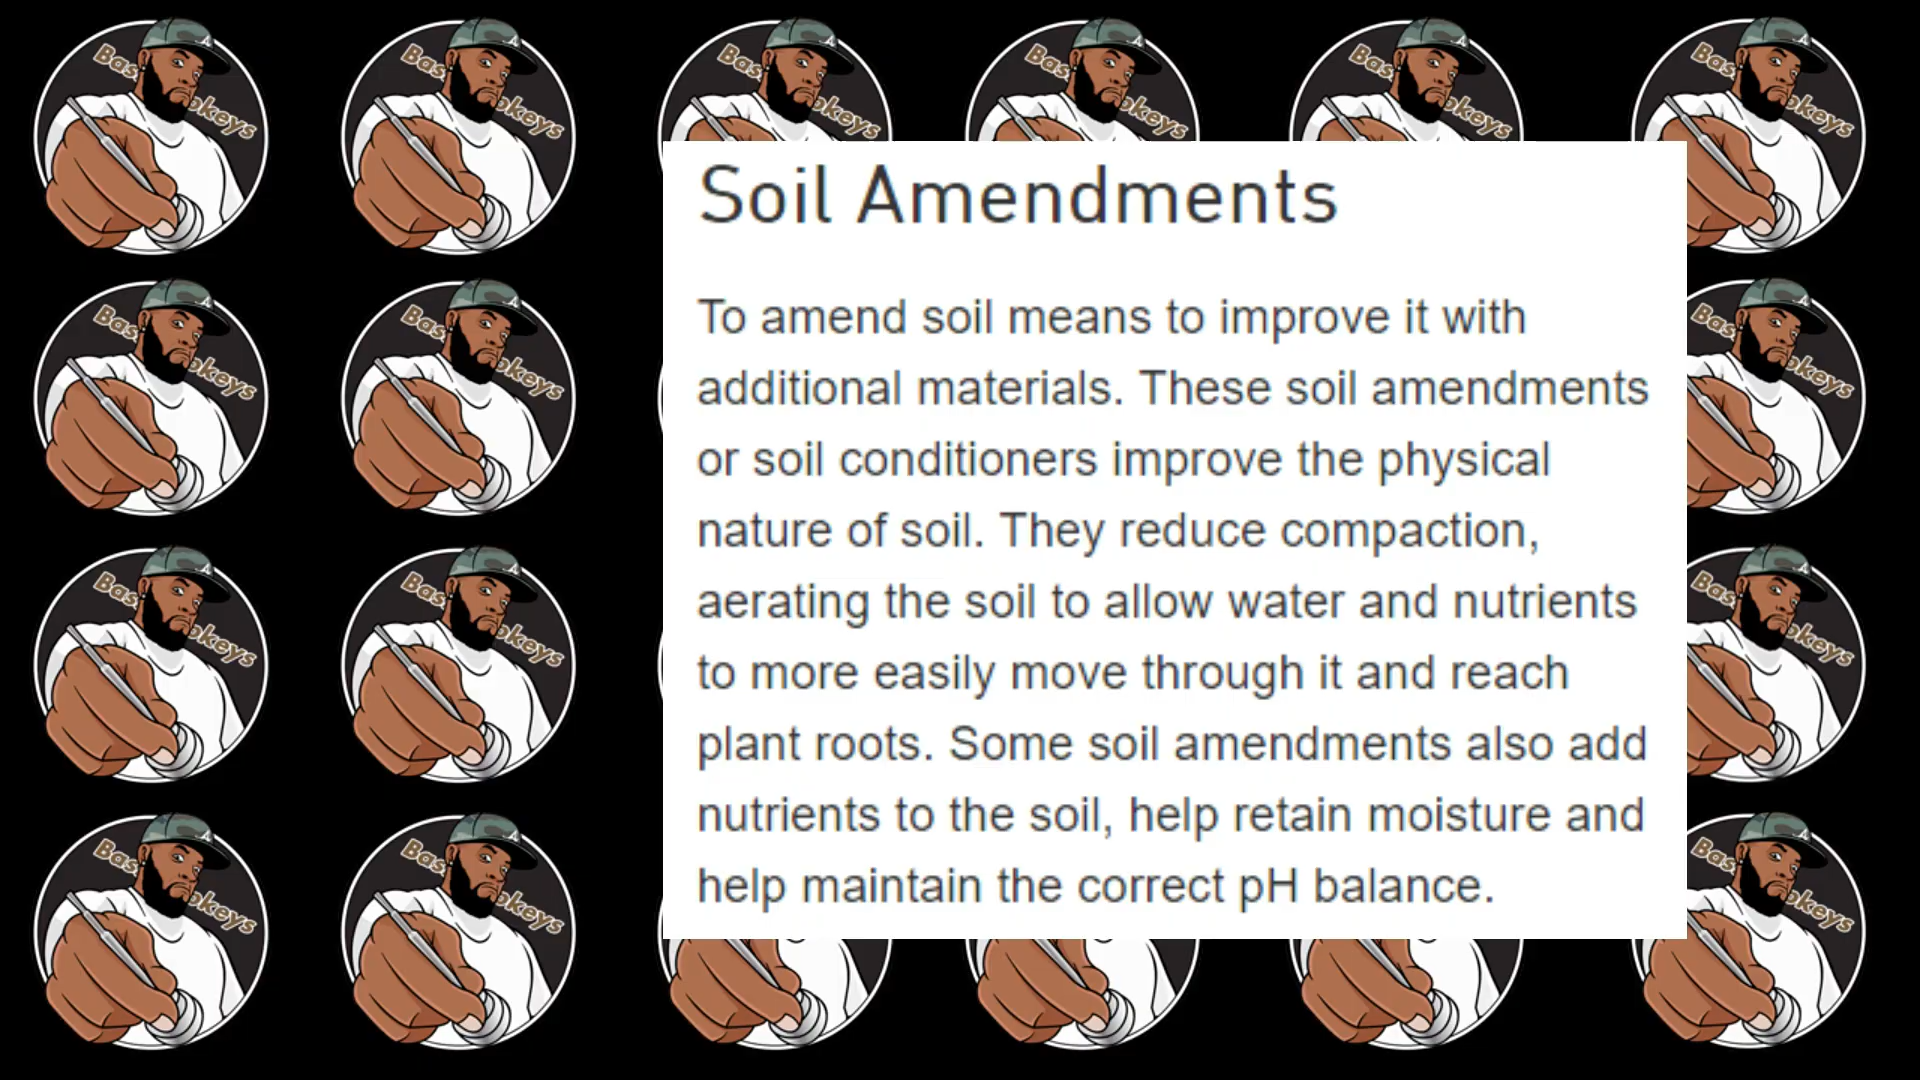 Soil Amendments
To amend soil means to improve it with
additional materials. These soil amendments
or soil conditioners improve the physical
nature of soil. They reduce compaction,
aerating the soil to allow water and nutrients
to more easily move through it and reach
plant roots. Some soil amendments also add
nutrients to the soil, help retain moisture and
help maintain the correct pH balance.